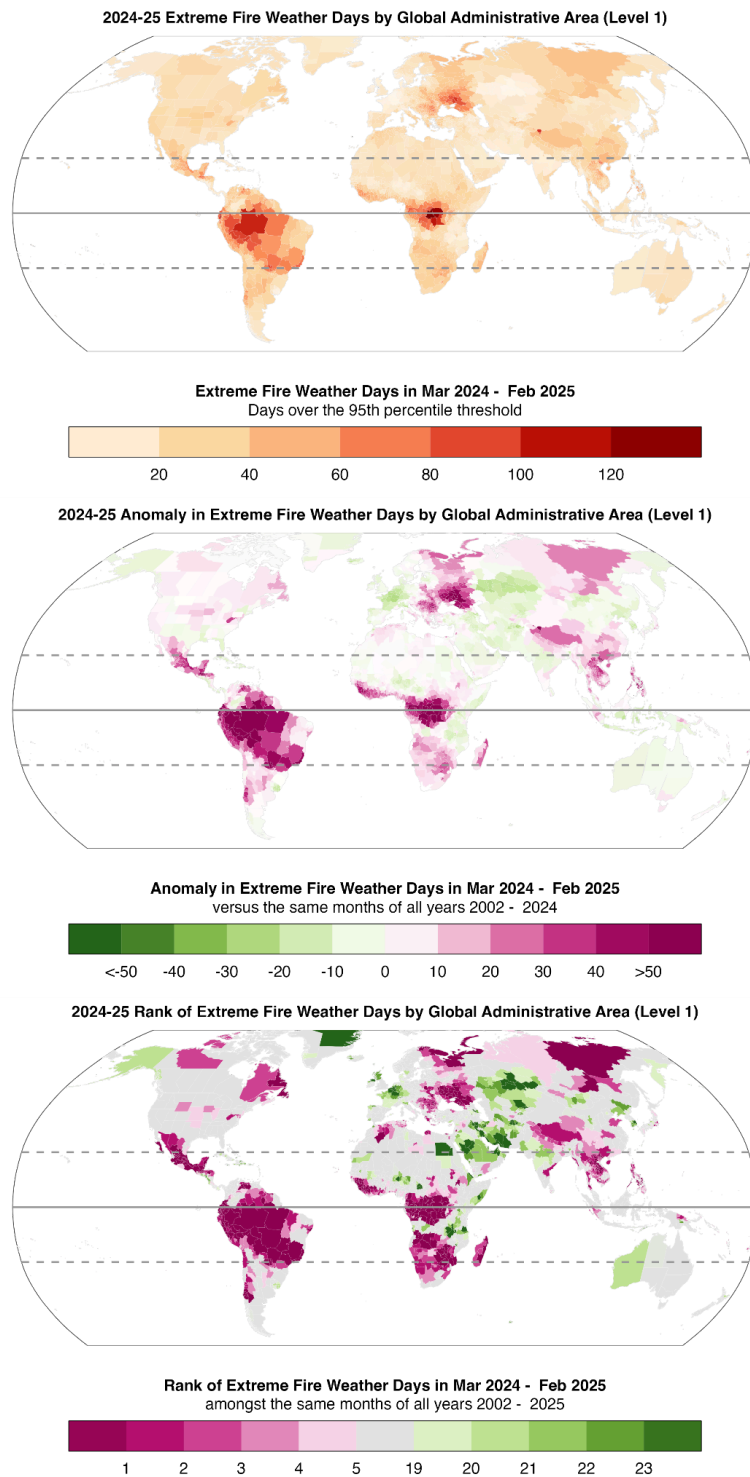 2024-25 Extreme Fire Weather Days by Global Administrative Area (Level 1)
Extreme Fire Weather Days in Mar 2024 - Feb 2025
Days over the 95th percentile threshold
20 40 60 80 100 120
2024-25 Anomaly in Extreme Fire Weather Days by Global Administrative Area (Level 1)
Anomaly in Extreme Fire Weather Days in Mar 2024 - Feb 2025
versus the same months of all years 2002 - 2024
<-50 -40 -30 -20 -10 0 10 20 30 40 >50
2024-25 Rank of Extreme Fire Weather Days by Global Administrative Area (Level 1)
Rank of Extreme Fire Weather Days in Mar 2024 - Feb 2025
amongst the same months of all years 2002 - 2025
1 2 3 4 5 19 20 21 22 23